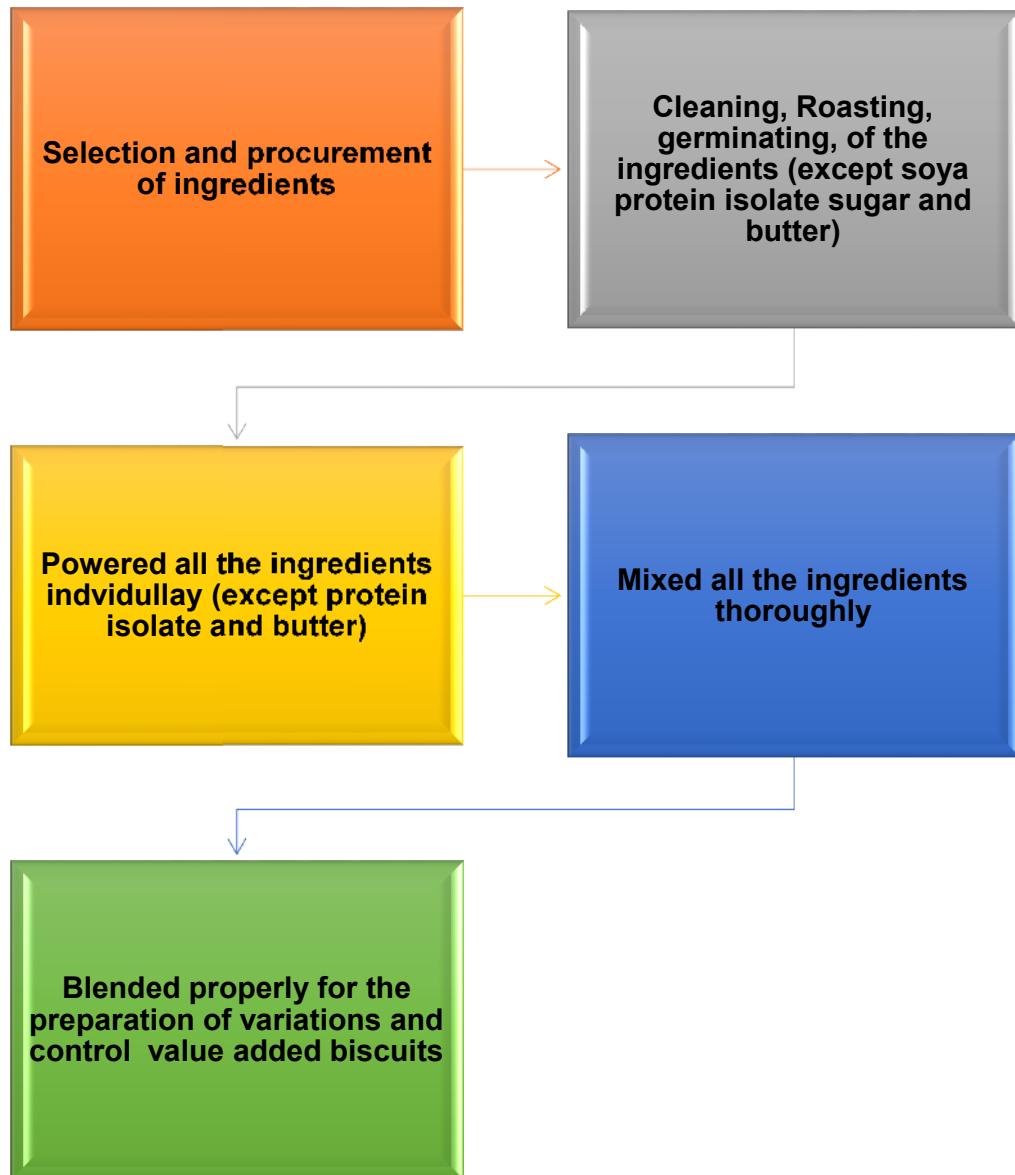 Selection and procurement
of ingredients
Cleaning, Roasting,
germinating, of the
ingredients (except soya
protein isolate sugar and
butter)
Powered all the ingredients
indvidullay (except protein
isolate and butter)
Mixed all the ingredients
thoroughly
Blended properly for the
preparation of variations and
control value added biscuits